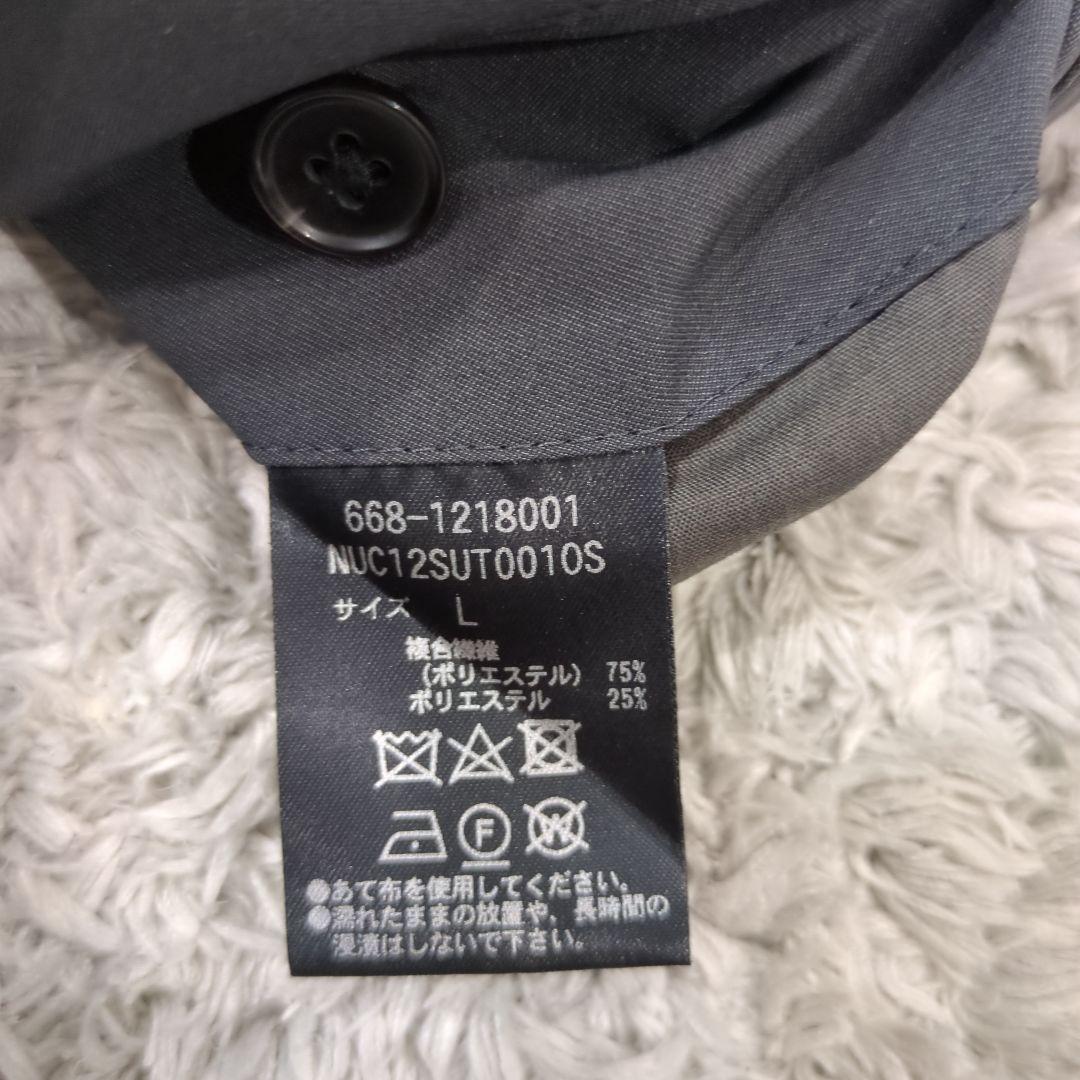 668-1218001
NUC12SUT0010S
サイズ L
複合繊維
(ポリエステル) 75%
ポリエステル 25%
F
W
●あて布を使用してください。
●濡れたままの放置や、長時間の
浸漬はしないで下さい。